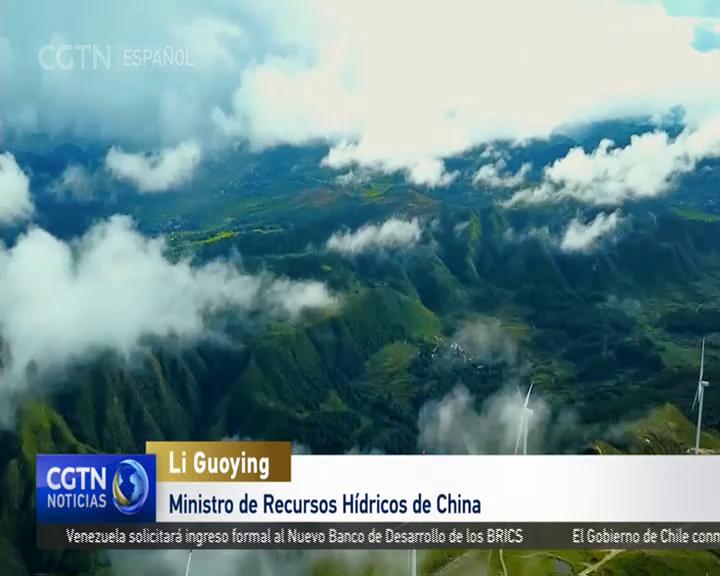 CGTN ESPAÑOL
Li Guoying
CGTN
NOTICIAS
Ministro de Recursos Hídricos de China
Venezuela solicitará ingreso formal al Nuevo Banco de Desarrollo de los BRICS El Gobierno de Chile